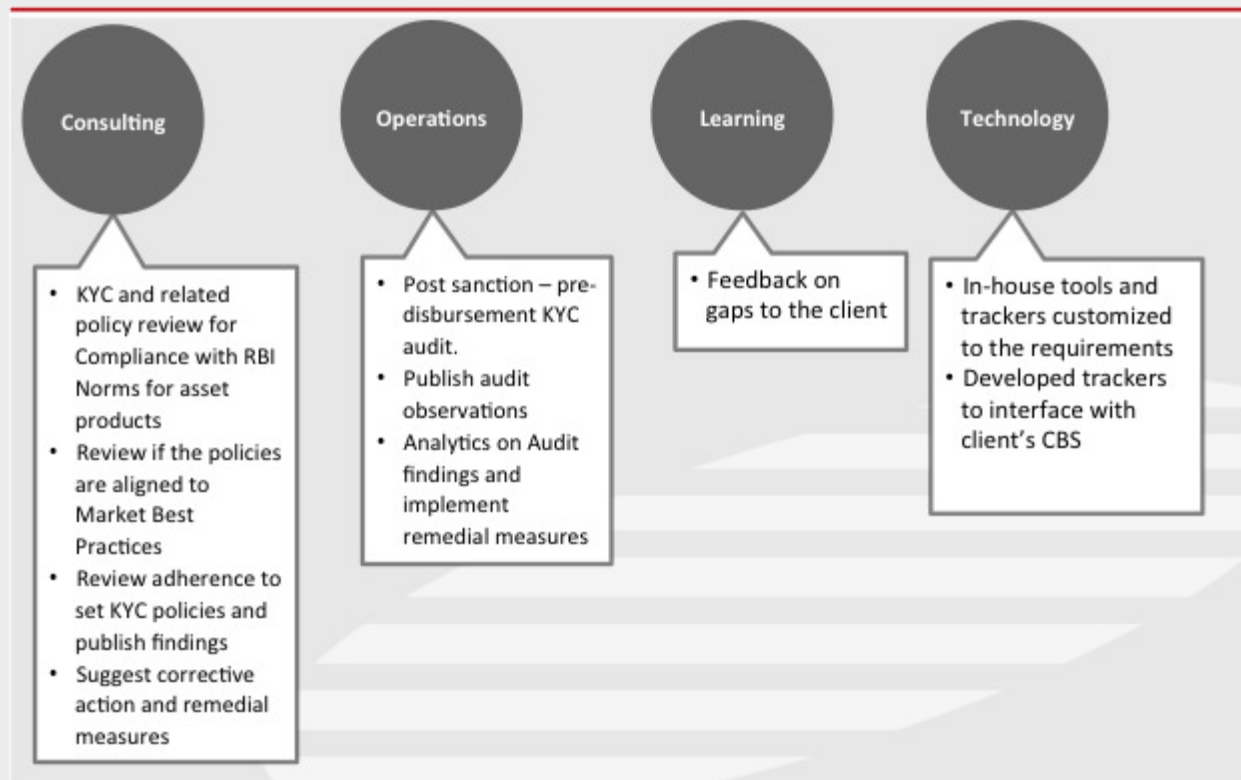 Consulting
• KYC and related
policy review for
Compliance with RBI
Norms for asset
products
• Review if the policies
are aligned to
Market Best
Practices
• Review adherence to
set KYC policies and
publish findings
• Suggest corrective
action and remedial
measures
Operations
• Post sanction – pre-
disbursement KYC
audit.
• Publish audit
observations
• Analytics on Audit
findings and
implement
remedial measures
Learning
• Feedback on
gaps to the client
Technology
• In-house tools and
trackers customized
to the requirements
• Developed trackers
to interface with
client's CBS